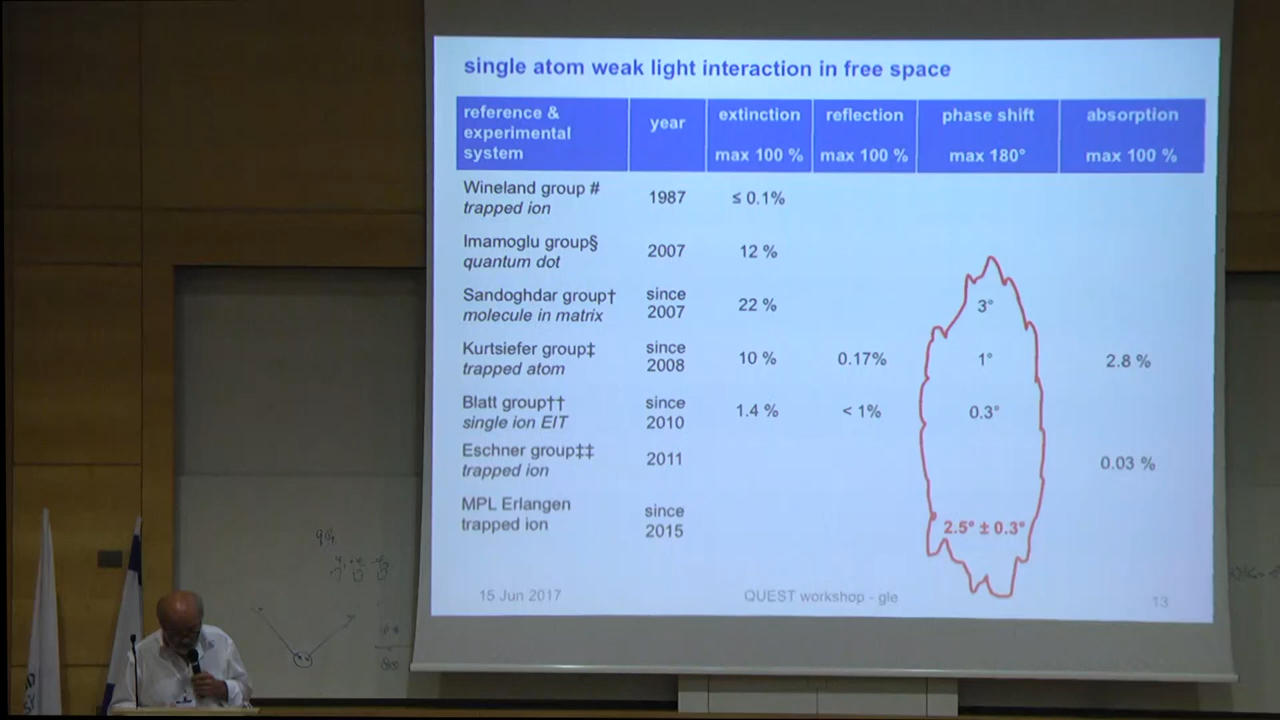 single atom weak light interaction in free space
reference & experimental system year extinction max 100 % reflection max 100 % phase shift max 180° absorption max 100 %
Wineland group # trapped ion 1987 ≤ 0.1%
Imamoglu group§ quantum dot 2007 12 %
Sandoghdar group† molecule in matrix since 2007 22 % 3°
Kurtsiefer group‡ trapped atom since 2008 10 % 0.17% 1° 2.8 %
Blatt group†† single ion EIT since 2010 1.4 % < 1% 0.3°
Eschner group‡‡ trapped ion 2011 0.03 %
MPL Erlangen trapped ion since 2015 2.5° ± 0.3°
15 Jun 2017 QUEST workshop - gle 13